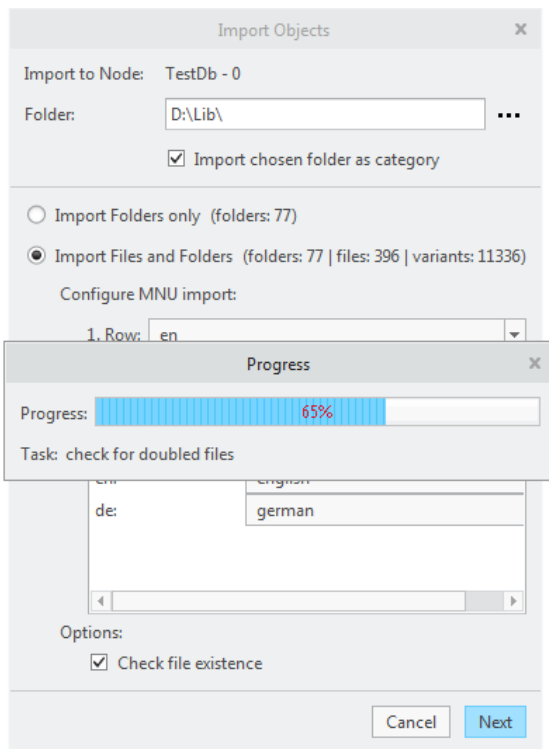 Import Objects
Import to Node: TestDb - 0
Folder: D:\Lib\ ...
Import chosen folder as category
Import Folders only (folders: 77)
Import Files and Folders (folders: 77 | files: 396 | variants: 11336)
Configure MNU import:
1. Row: en
Progress
Progress: 65%
Task: check for doubled files
en: english
de: german
Options:
Check file existence
Cancel Next